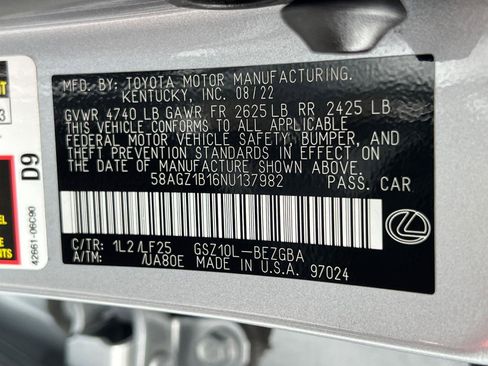 MFD. BY: TOYOTA MOTOR MANUFACTURING.
KENTUCKY, INC. 08/22
GVWR 4740 LB GAWR FR 2625 LB RR 2425 LB
THIS VEHICLE CONFORMS TO ALL APPLICABLE
FEDERAL MOTOR VEHICLE SAFETY, BUMPER, AND
THEFT PREVENTION STANDARDS IN EFFECT ON THE
DATE OF MANUFACTURE SHOWN ABOVE.
58AGZ1B16NU137982 PASS. CAR
C/TR: 1L2/LF25 GSZ10L-BEZGBA
A/TM: /UA80E MADE IN U.S.A. 97024
D9
42661-06C90